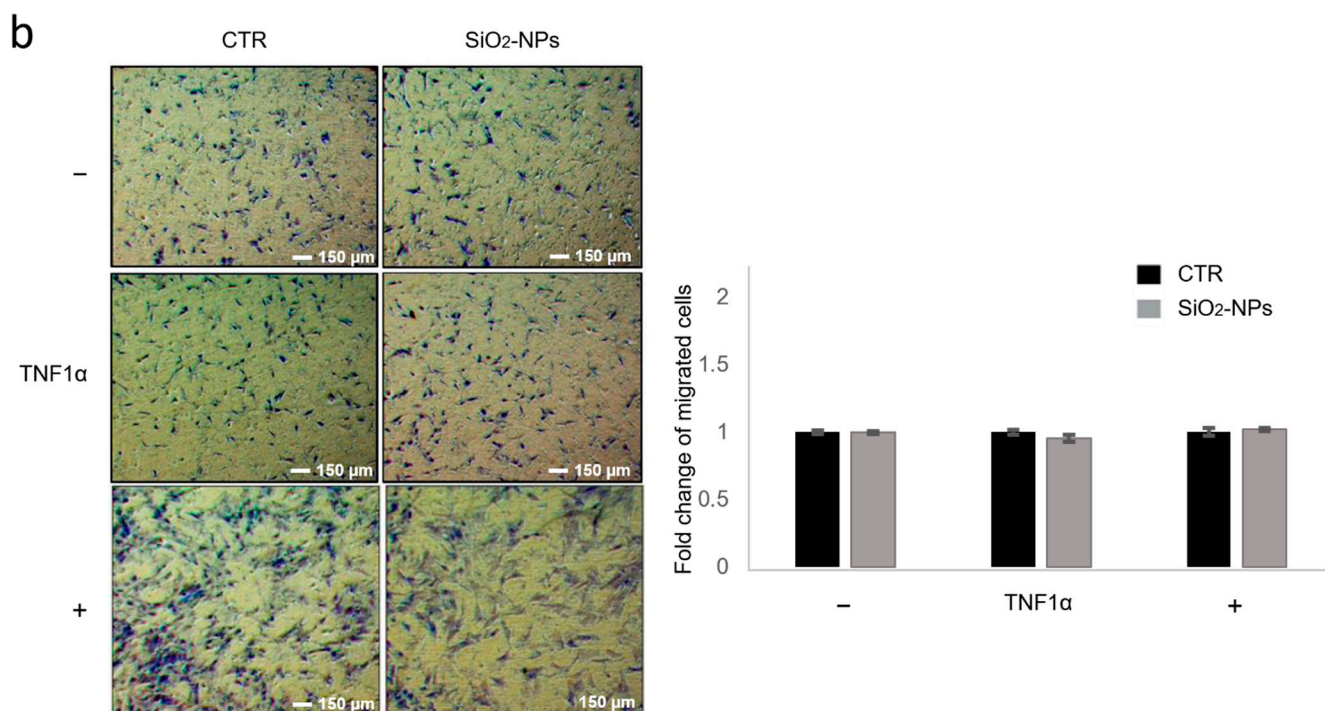 b
CTR
SiO₂-NPs
–
150 µm
150 µm
TNF1α
150 µm
150 µm
+
150 µm
150 µm
Fold change of migrated cells
2
1.5
1
0.5
0
CTR
SiO₂-NPs
–
TNF1α
+